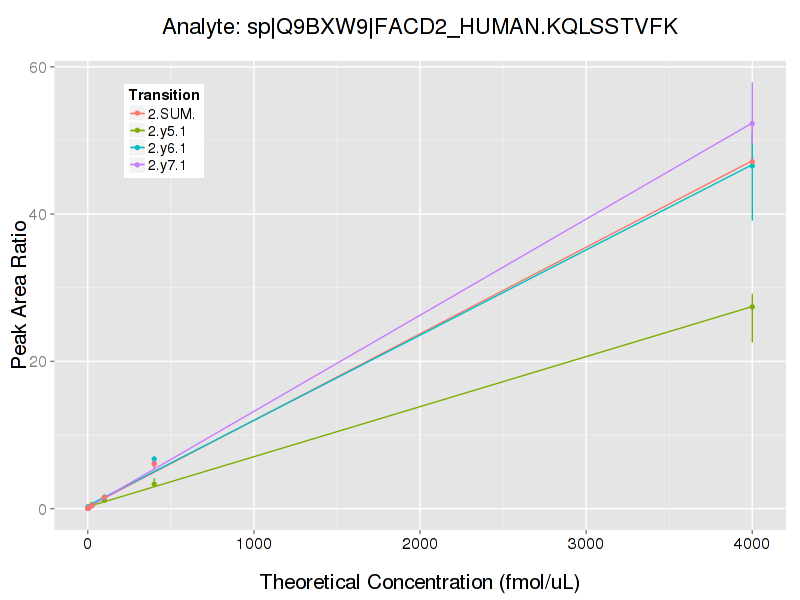 Analyte: sp|Q9BXW9|FACD2_HUMAN.KQLSSTVFK
Transition
2.SUM.
2.y5.1
2.y6.1
2.y7.1
Peak Area Ratio
60
40
20
0
0 1000 2000 3000 4000
Theoretical Concentration (fmol/uL)